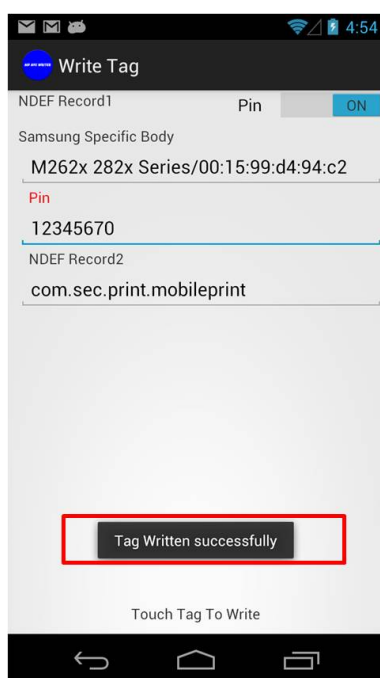 4:54
Write Tag
NDEF Record1 Pin ON
Samsung Specific Body
M262x 282x Series/00:15:99:d4:94:c2
Pin
12345670
NDEF Record2
com.sec.print.mobileprint
Tag Written successfully
Touch Tag To Write